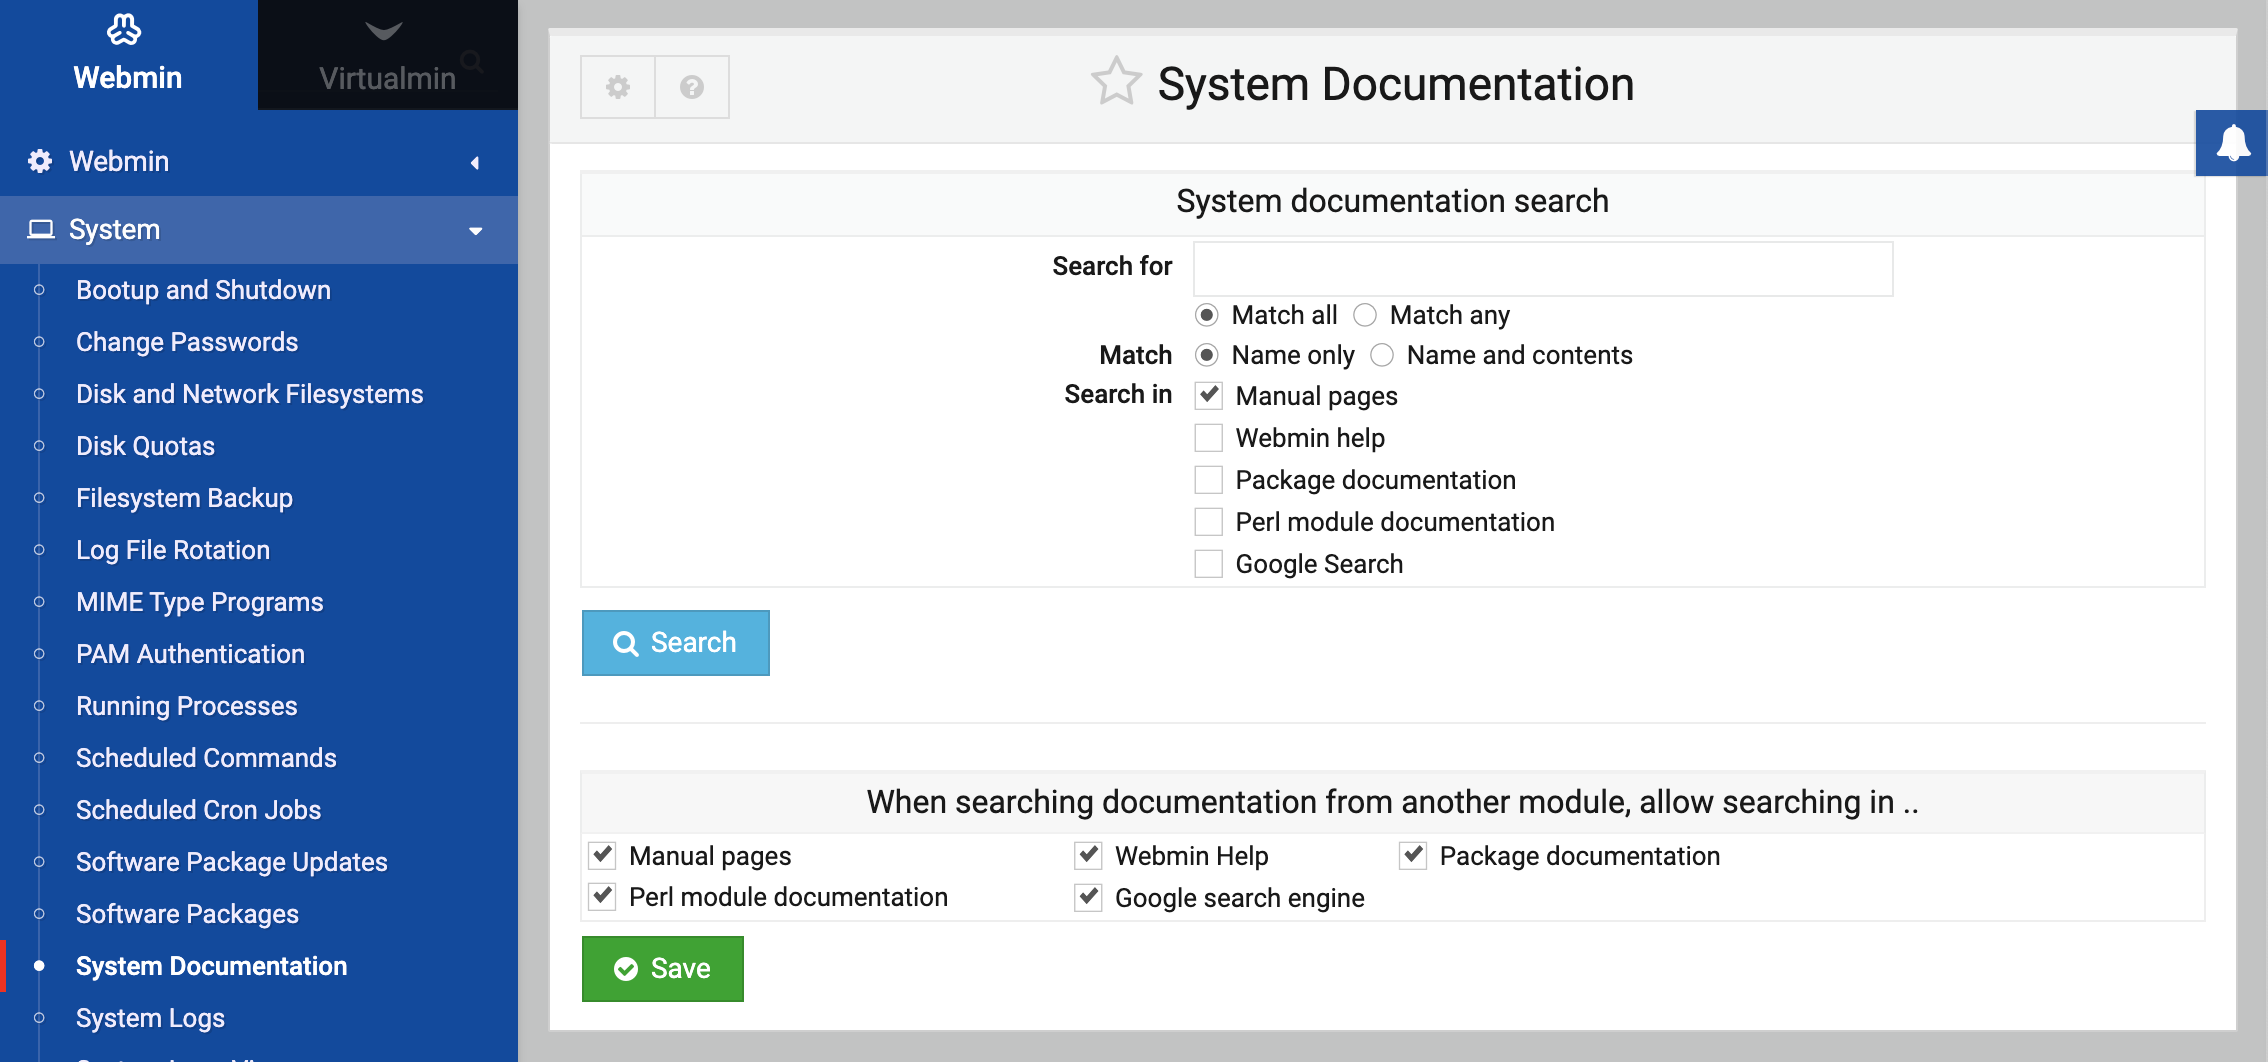 Webmin
Virtualmin
Webmin
System
Bootup and Shutdown
Change Passwords
Disk and Network Filesystems
Disk Quotas
Filesystem Backup
Log File Rotation
MIME Type Programs
PAM Authentication
Running Processes
Scheduled Commands
Scheduled Cron Jobs
Software Package Updates
Software Packages
System Documentation
System Logs
System Documentation
System documentation search
Search for
Match all Match any
Match Name only Name and contents
Search in Manual pages
Webmin help
Package documentation
Perl module documentation
Google Search
Search
When searching documentation from another module, allow searching in ..
Manual pages Webmin Help Package documentation
Perl module documentation Google search engine
Save